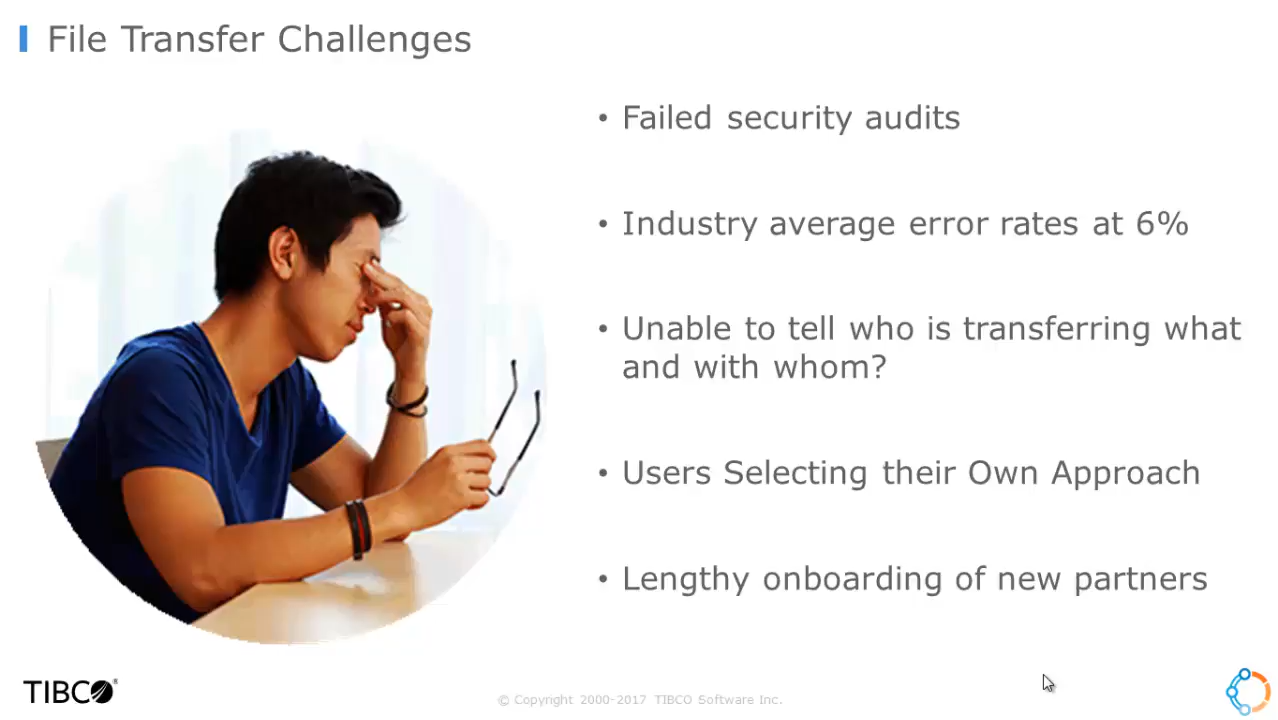 File Transfer Challenges
• Failed security audits
• Industry average error rates at 6%
• Unable to tell who is transferring what
and with whom?
• Users Selecting their Own Approach
• Lengthy onboarding of new partners
TIBCO®
© Copyright 2000-2017 TIBCO Software Inc.